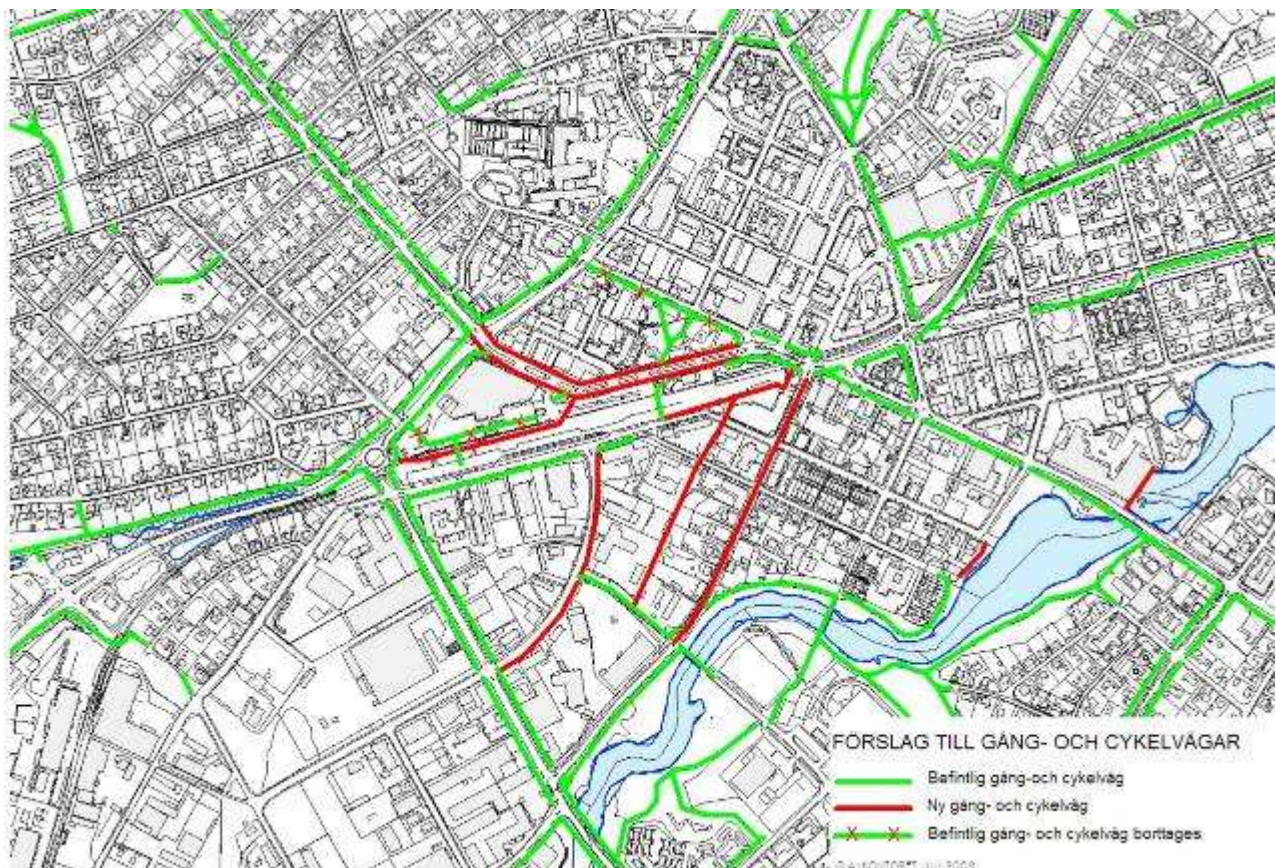 FÖRSLAG TILL GÅNG- OCH CYKELVÄGAR
Befintlig gång-och cykelväg
Ny gång- och cykelväg
Befintlig gång- och cykelväg borttages